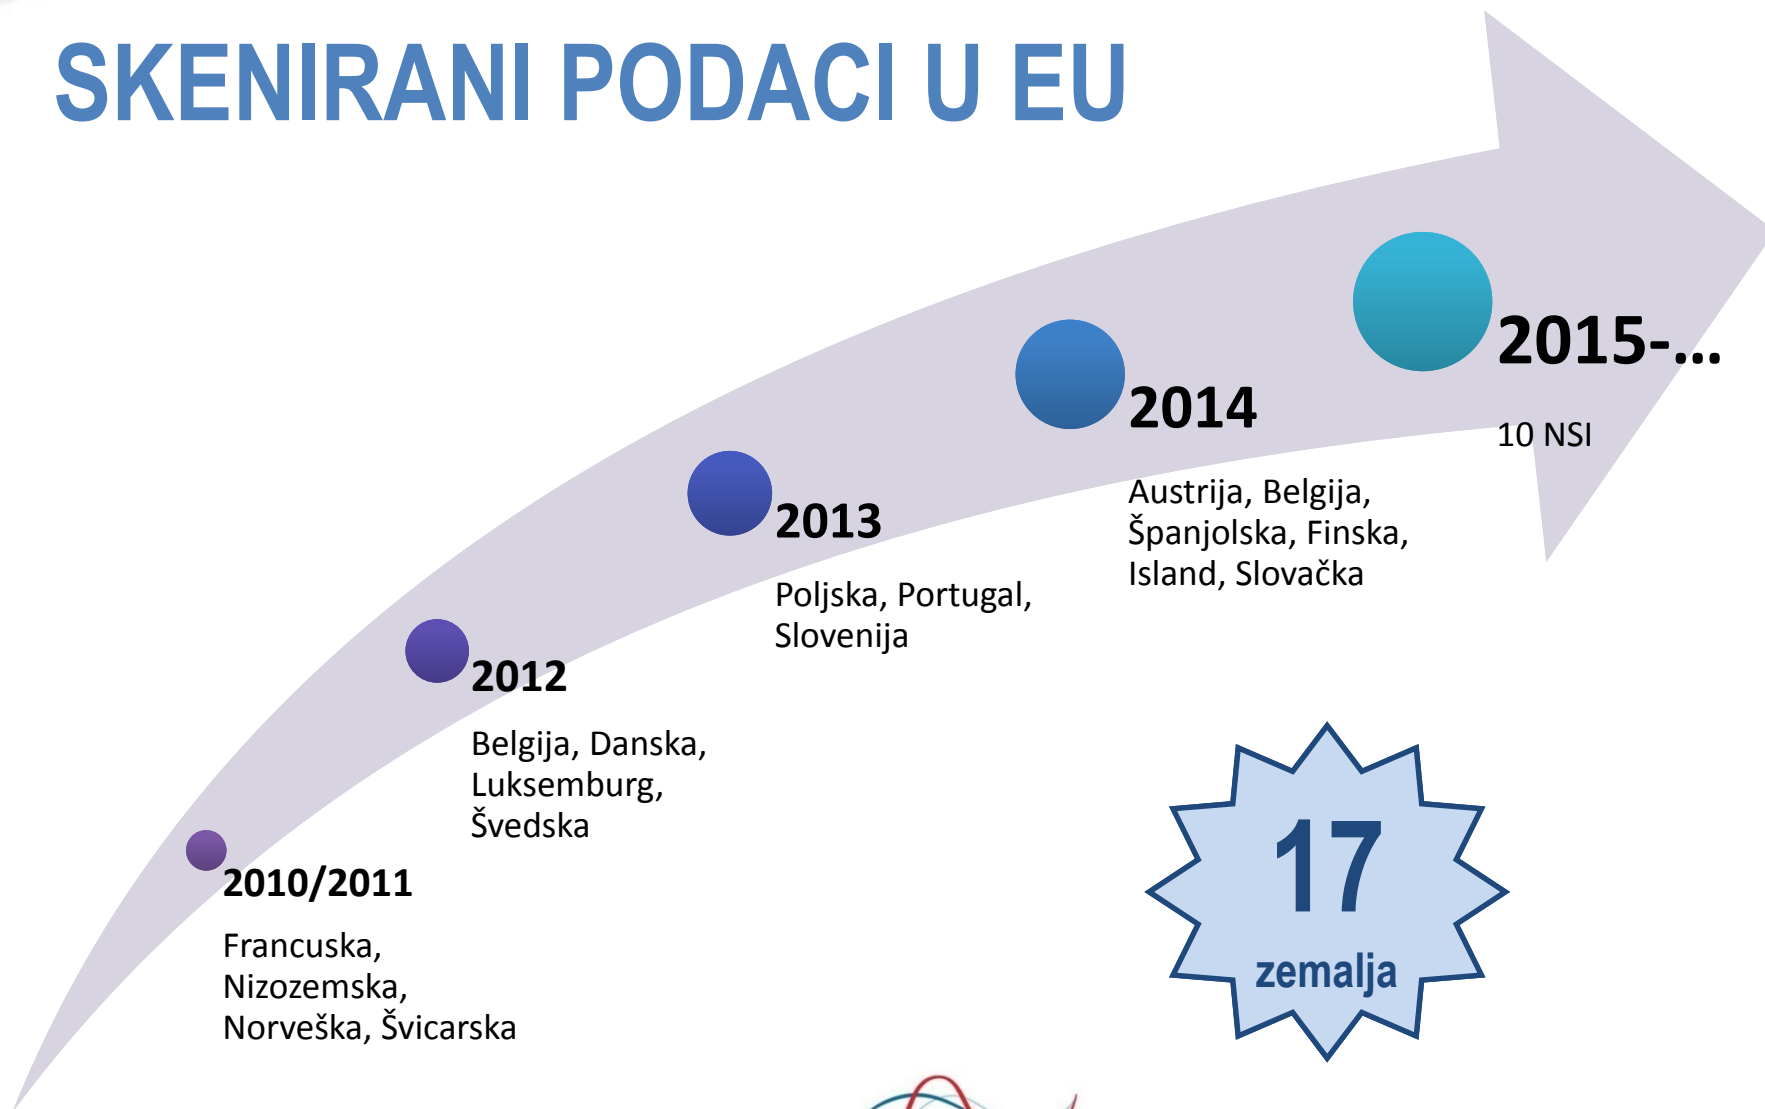 SKENIRANI PODACI U EU
2010/2011
Francuska,
Nizozemska,
Norveška, Švicarska
2012
Belgija, Danska,
Luksemburg,
Švedska
2013
Poljska, Portugal,
Slovenija
2014
Austrija, Belgija,
Španjolska, Finska,
Island, Slovačka
2015-...
10 NSI
17
zemalja